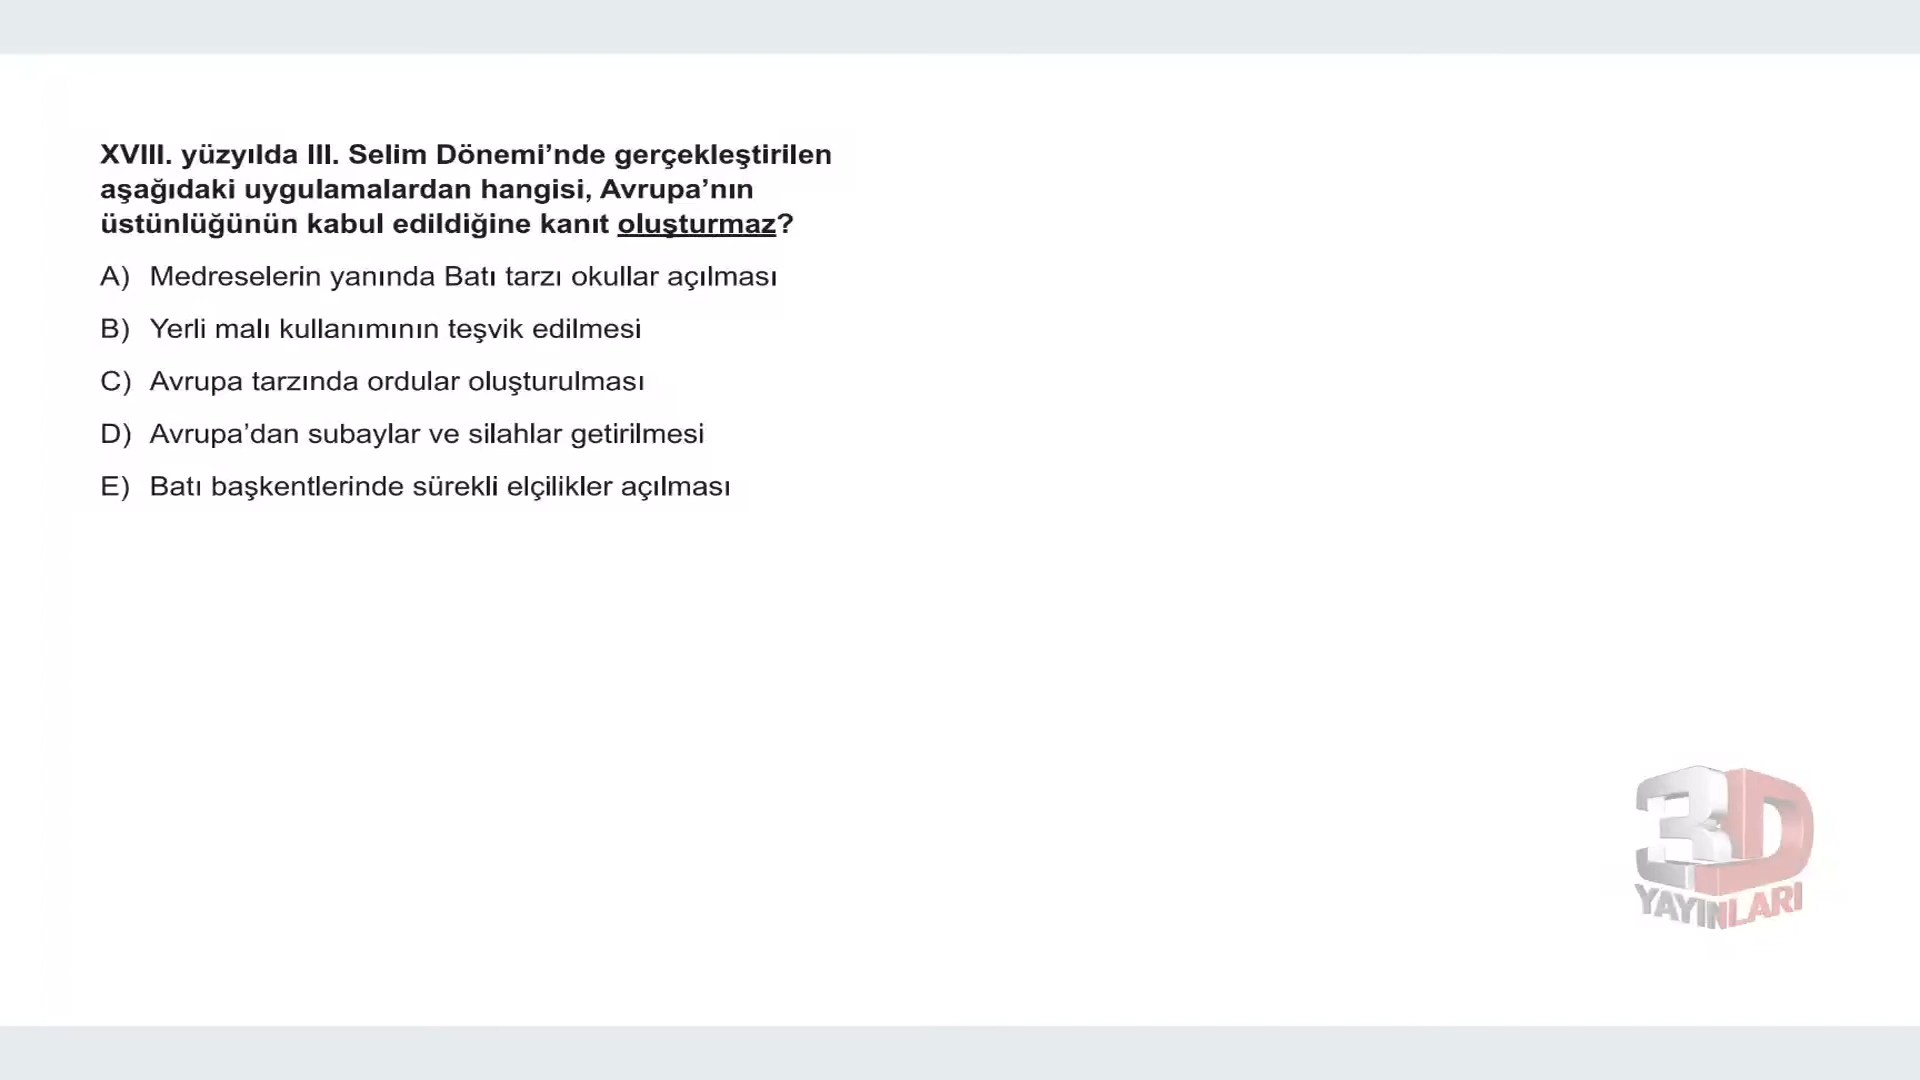 XVIII. yüzyılda III. Selim Dönemi’nde gerçekleştirilen
aşağıdaki uygulamalardan hangisi, Avrupa’nın
üstünlüğünün kabul edildiğine kanıt oluşturmaz?
A) Medreselerin yanında Batı tarzı okullar açılması
B) Yerli malı kullanımının teşvik edilmesi
C) Avrupa tarzında ordular oluşturulması
D) Avrupa’dan subaylar ve silahlar getirilmesi
E) Batı başkentlerinde sürekli elçilikler açılması
3D
YAYINLARI